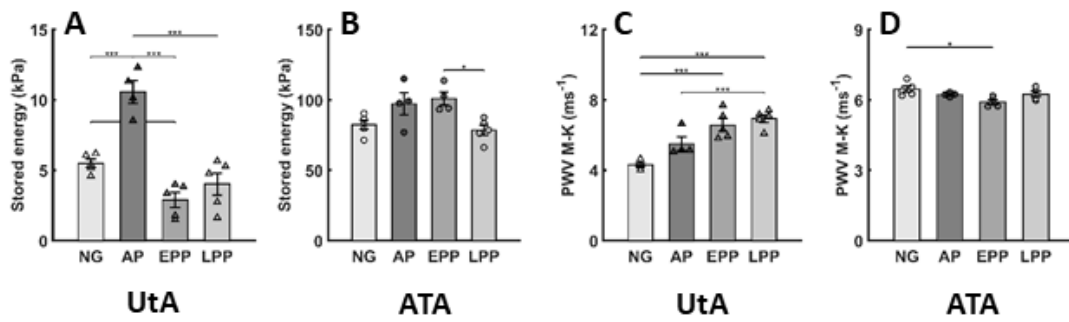 A
Stored energy (kPa)
15
10
5
0
***
***
***
NG AP EPP LPP
UtA
B
Stored energy (kPa)
150
100
50
0
*
NG AP EPP LPP
ATA
C
PWV M-K (ms-1)
12
8
4
0
***
***
***
NG AP EPP LPP
UtA
D
PWV M-K (ms-1)
9
6
3
0
*
NG AP EPP LPP
ATA